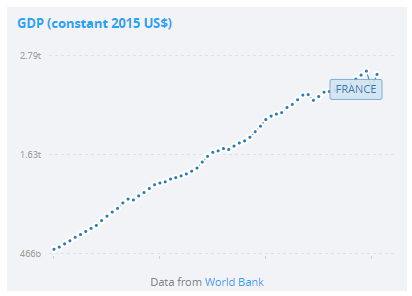 GDP (constant 2015 US$)
2.79t
FRANCE
1.63t
466b
Data from World Bank